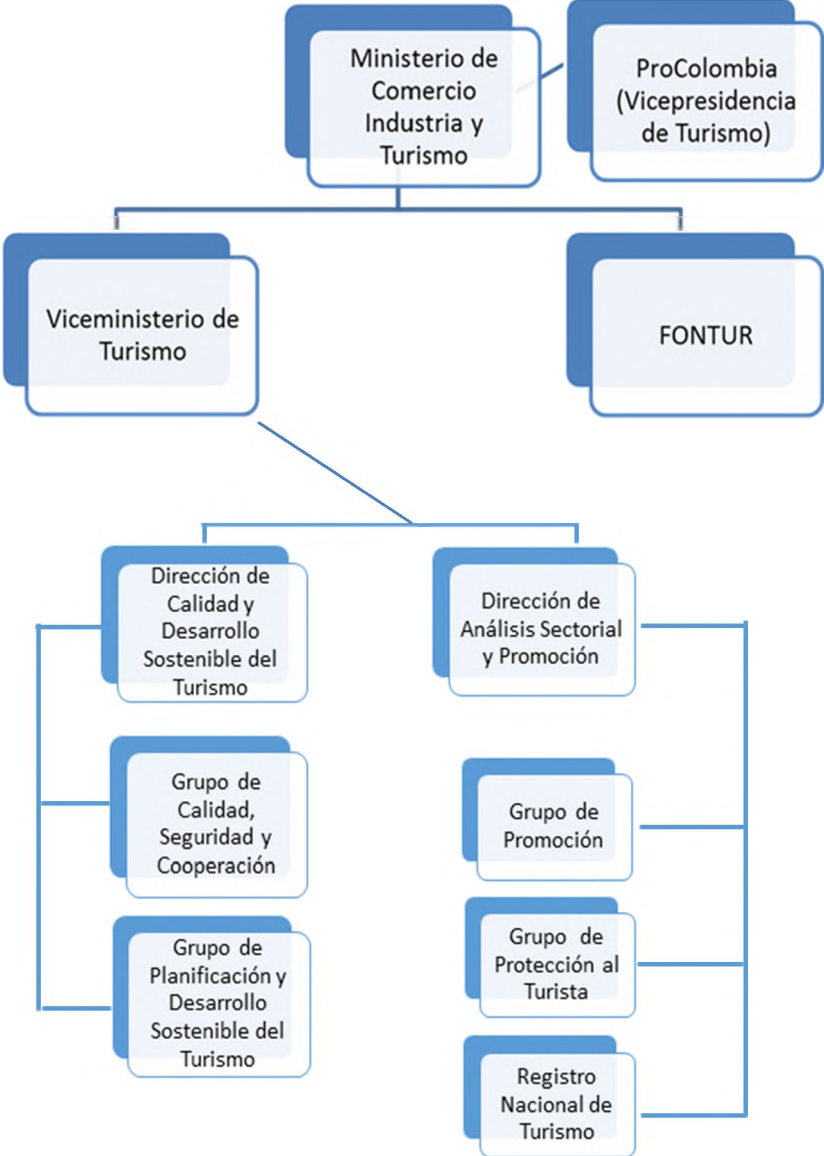 Ministerio de
Comercio
Industria y
Turismo
ProColombia
(Vicepresidencia
de Turismo)
Viceministerio de
Turismo
FONTUR
Dirección de
Calidad y
Desarrollo
Sostenible del
Turismo
Dirección de
Análisis Sectorial
y Promoción
Grupo de
Calidad,
Seguridad y
Cooperación
Grupo de
Promoción
Grupo de
Planificación y
Desarrollo
Sostenible del
Turismo
Grupo de
Protección al
Turista
Registro
Nacional de
Turismo